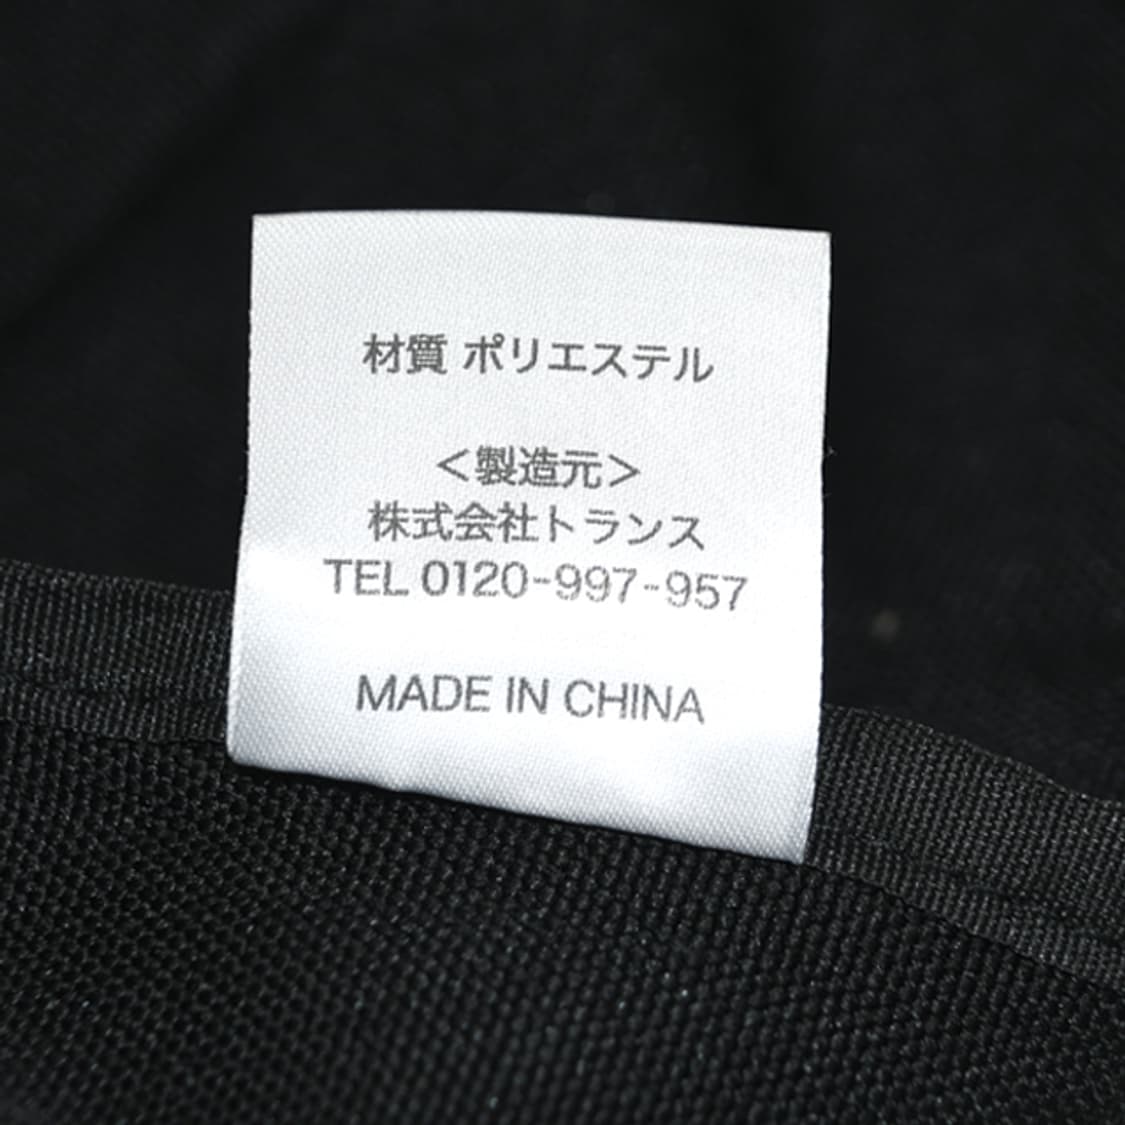 材質 ポリエステル
＜製造元＞
株式会社トランス
TEL 0120-997-957
MADE IN CHINA